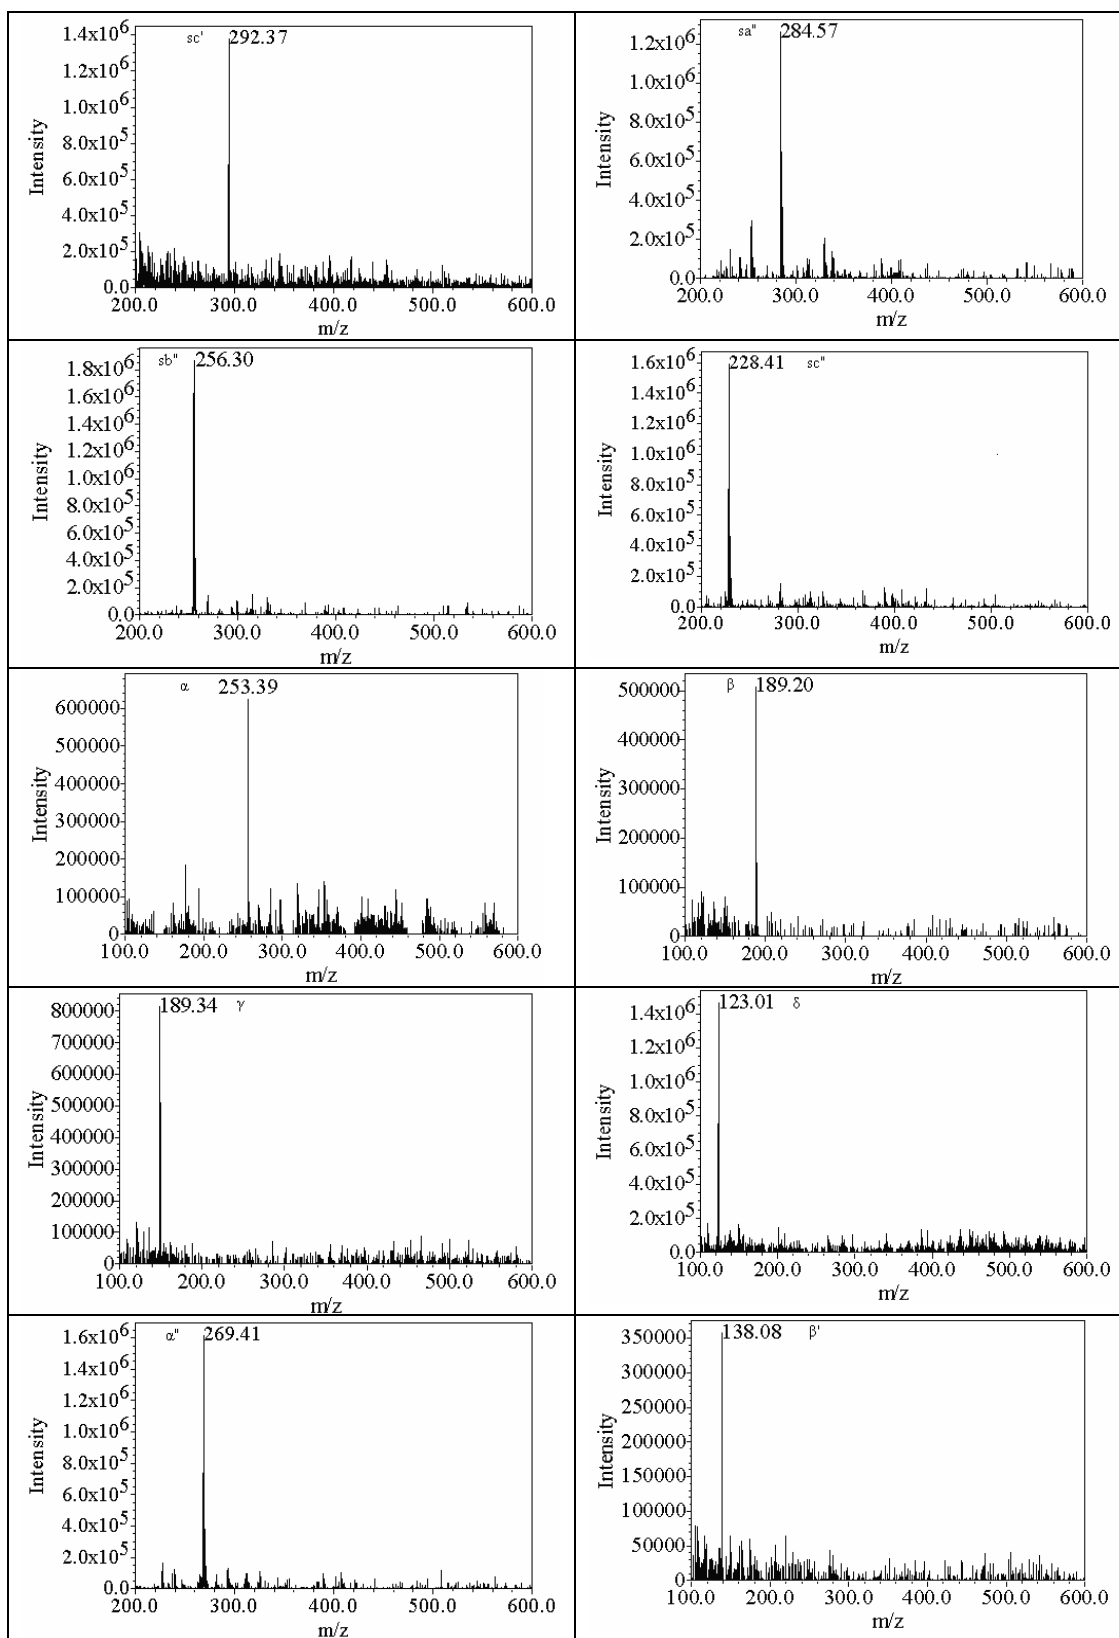 sc' 292.37
1.4x10^6
1.2x10^6
1.0x10^6
8.0x10^5
6.0x10^5
4.0x10^5
2.0x10^5
0.0
Intensity
200.0 300.0 400.0 500.0 600.0
m/z
sa" 284.57
1.2x10^6
1.0x10^6
8.0x10^5
6.0x10^5
4.0x10^5
2.0x10^5
0.0
Intensity
200.0 300.0 400.0 500.0 600.0
m/z
sb" 256.30
1.8x10^6
1.6x10^6
1.4x10^6
1.2x10^6
1.0x10^6
8.0x10^5
6.0x10^5
4.0x10^5
2.0x10^5
0.0
Intensity
200.0 300.0 400.0 500.0 600.0
m/z
228.41 sc"
1.6x10^6
1.4x10^6
1.2x10^6
1.0x10^6
8.0x10^5
6.0x10^5
4.0x10^5
2.0x10^5
0.0
Intensity
200.0 300.0 400.0 500.0 600.0
m/z
α 253.39
600000
500000
400000
300000
200000
100000
0
Intensity
100.0 200.0 300.0 400.0 500.0 600.0
m/z
β 189.20
500000
400000
300000
200000
100000
0
Intensity
100.0 200.0 300.0 400.0 500.0 600.0
m/z
189.34 γ
800000
700000
600000
500000
400000
300000
200000
100000
0
Intensity
100.0 200.0 300.0 400.0 500.0 600.0
m/z
123.01 δ
1.4x10^6
1.2x10^6
1.0x10^6
8.0x10^5
6.0x10^5
4.0x10^5
2.0x10^5
0.0
Intensity
100.0 200.0 300.0 400.0 500.0 600.0
m/z
α" 269.41
1.6x10^6
1.4x10^6
1.2x10^6
1.0x10^6
8.0x10^5
6.0x10^5
4.0x10^5
2.0x10^5
0.0
Intensity
200.0 300.0 400.0 500.0 600.0
m/z
138.08 β'
350000
300000
250000
200000
150000
100000
50000
0
Intensity
100.0 200.0 300.0 400.0 500.0 600.0
m/z